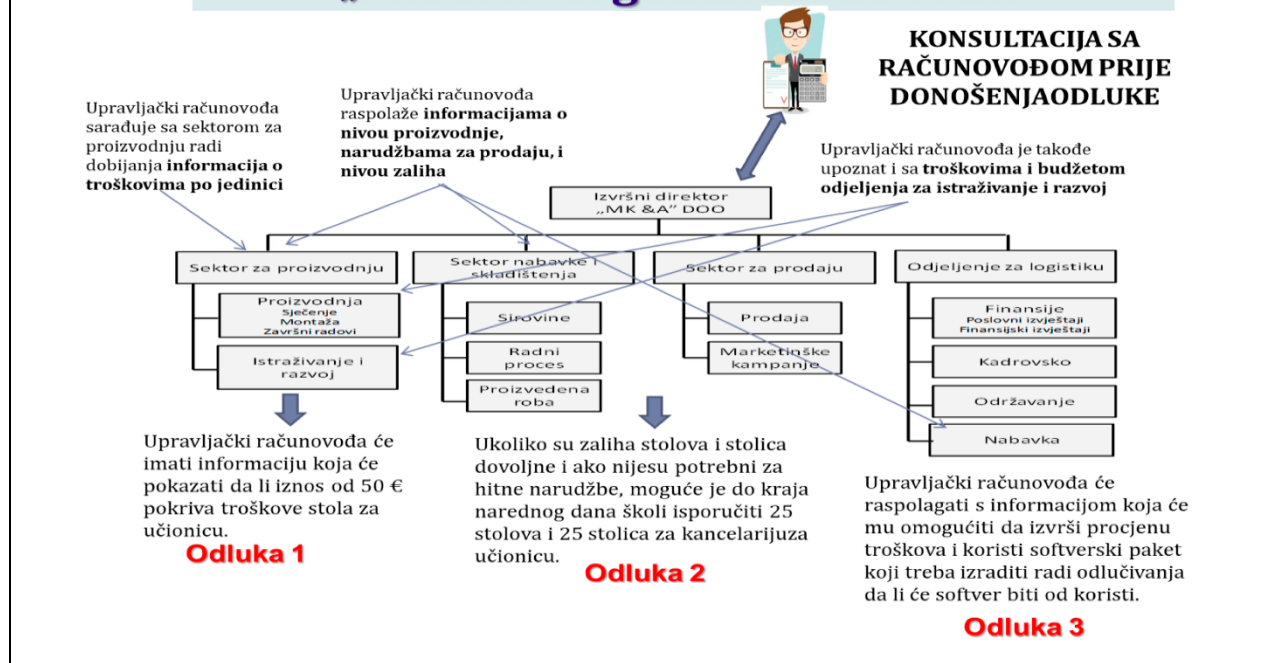 KONSULTACIJA SA
RAČUNOVOĐOM PRIJE
DONOŠENJAODLUKE
Upravljački računovođa
sarađuje sa sektorom za
proizvodnju radi
dobijanja informacija o
troškovima po jedinici
Upravljački računovođa
raspolaže informacijama o
nivou proizvodnje,
narudžbama za prodaju, i
nivou zaliha
Upravljački računovođa je takođe
upoznat i sa troškovima i budžetom
odjeljenja za istraživanje i razvoj
Izvršni direktor
„MK &A” DOO
Sektor za proizvodnju
Proizvodnja
Sječenje
Montaža
Završni radovi
Istraživanje i
razvoj
Sektor nabavke i
skladištenja
Sirovine
Radni
proces
Proizvedena
roba
Sektor za prodaju
Prodaja
Marketinške
kampanje
Odjeljenje za logistiku
Finansije
Poslovni izvještaji
Finansijski izvještaji
Kadrovsko
Održavanje
Nabavka
Upravljački računovođa će
imati informaciju koja će
pokazati da li iznos od 50 €
pokriva troškove stola za
učionicu.
Odluka 1
Ukoliko su zaliha stolova i stolica
dovoljne i ako nijesu potrebni za
hitne narudžbe, moguće je do kraja
narednog dana školi isporučiti 25
stolova i 25 stolica za kancelarijuza
učionicu.
Odluka 2
Upravljački računovođa će
raspolagati s informacijom koja će
mu omogućiti da izvrši procjenu
troškova i koristi softverski paket
koji treba izraditi radi odlučivanja
da li će softver biti od koristi.
Odluka 3